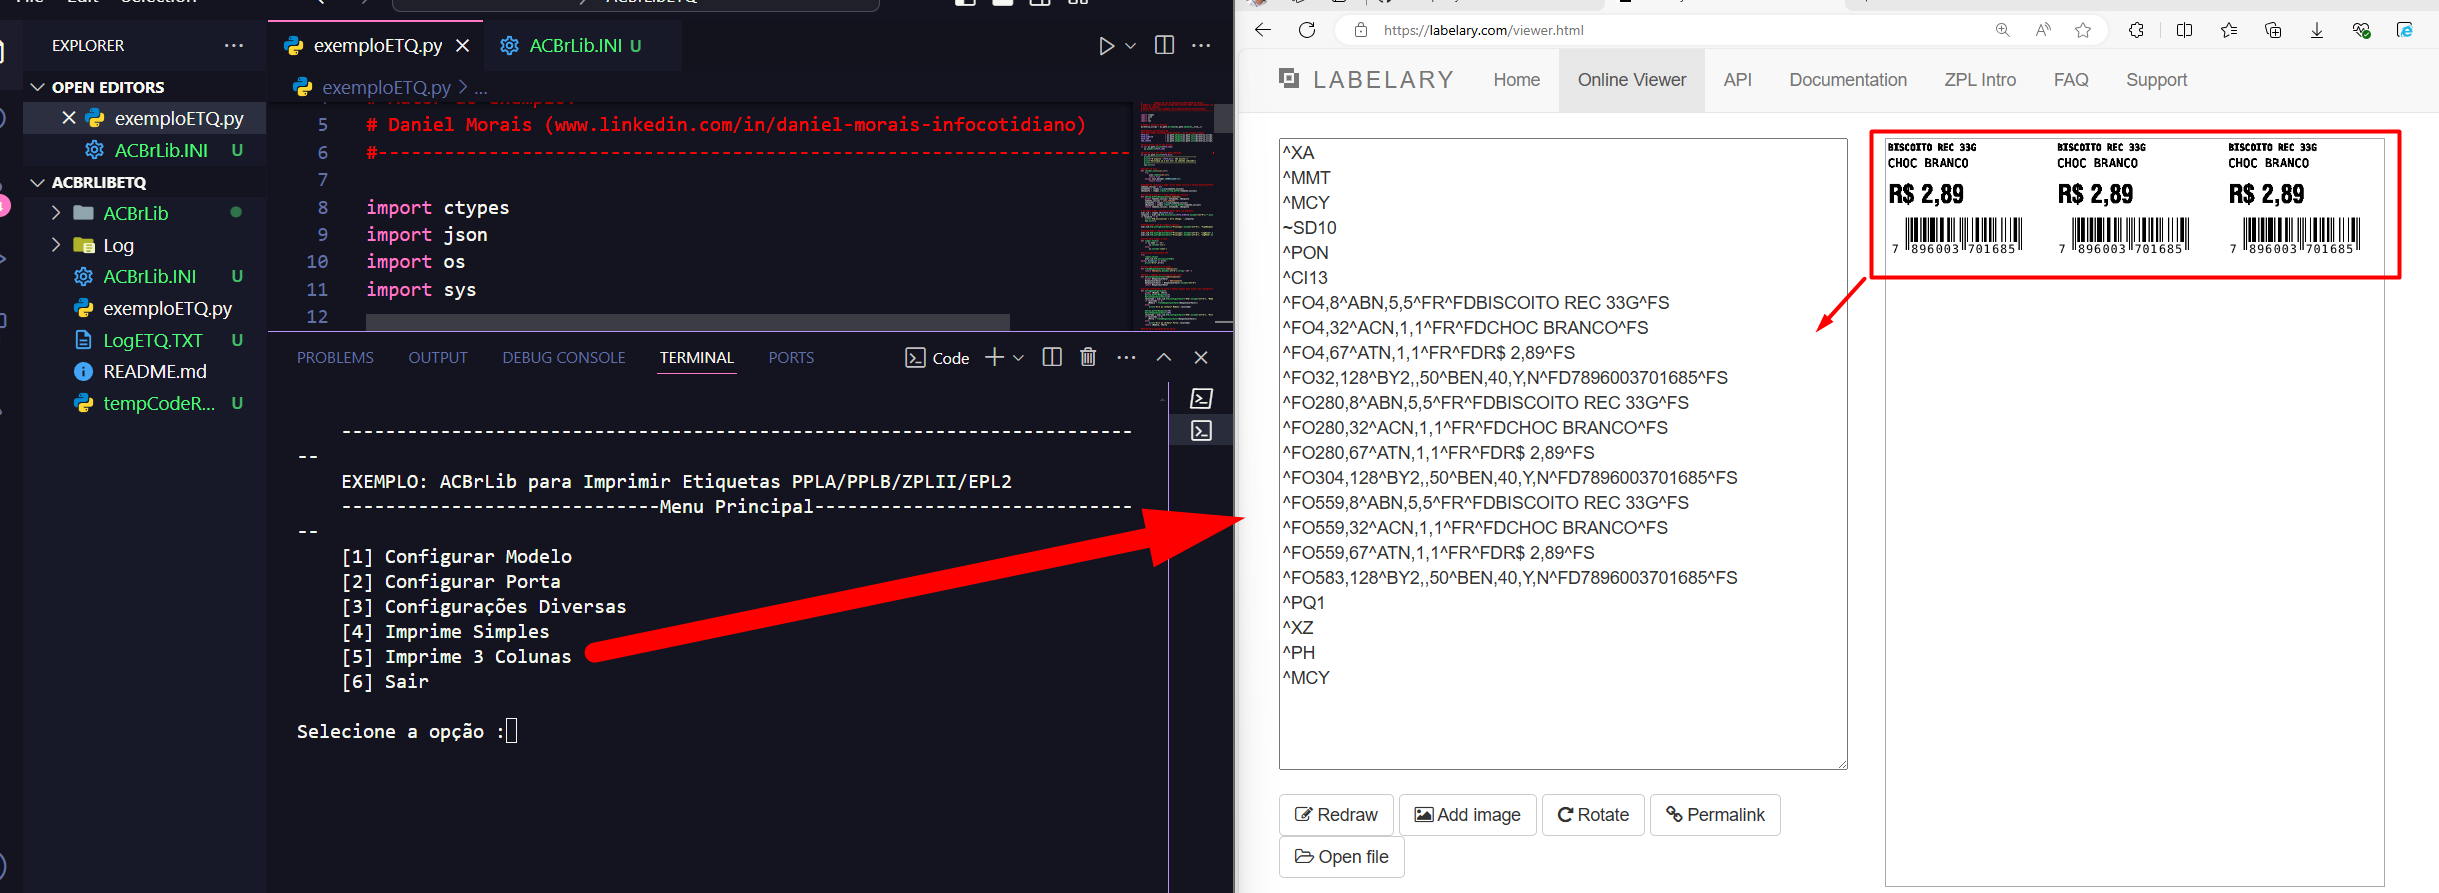 File Edit Selection
ACBrLibETQ
EXPLORER
OPEN EDITORS
exemploETQ.py
ACBrLib.INI U
ACBRLIBETQ
ACBrLib
Log
ACBrLib.INI U
exemploETQ.py
LogETQ.TXT U
README.md
tempCodeR... U
exemploETQ.py
ACBrLib.INI U
exemploETQ.py > ...
5 # Daniel Morais (www.linkedin.com/in/daniel-morais-infocotidiano)
6 #---------------------------------------------------------------------
7
8 import ctypes
9 import json
10 import os
11 import sys
12
PROBLEMS OUTPUT DEBUG CONSOLE TERMINAL PORTS
Code
------------------------------------------------------------------------
--
EXEMPLO: ACBrLib para Imprimir Etiquetas PPLA/PPLB/ZPLII/EPL2
-----------------------------Menu Principal-----------------------------
--
[1] Configurar Modelo
[2] Configurar Porta
[3] Configurações Diversas
[4] Imprime Simples
[5] Imprime 3 Colunas
[6] Sair
Selecione a opção :
https://labelary.com/viewer.html
LABELARY
Home Online Viewer API Documentation ZPL Intro FAQ Support
^XA
^MMT
^MCY
~SD10
^PON
^CI13
^FO4,8^ABN,5,5^FR^FDBISCOITO REC 33G^FS
^FO4,32^ACN,1,1^FR^FDCHOC BRANCO^FS
^FO4,67^ATN,1,1^FR^FDR$ 2,89^FS
^FO32,128^BY2,,50^BEN,40,Y,N^FD7896003701685^FS
^FO280,8^ABN,5,5^FR^FDBISCOITO REC 33G^FS
^FO280,32^ACN,1,1^FR^FDCHOC BRANCO^FS
^FO280,67^ATN,1,1^FR^FDR$ 2,89^FS
^FO304,128^BY2,,50^BEN,40,Y,N^FD7896003701685^FS
^FO559,8^ABN,5,5^FR^FDBISCOITO REC 33G^FS
^FO559,32^ACN,1,1^FR^FDCHOC BRANCO^FS
^FO559,67^ATN,1,1^FR^FDR$ 2,89^FS
^FO583,128^BY2,,50^BEN,40,Y,N^FD7896003701685^FS
^PQ1
^XZ
^PH
^MCY
Redraw Add image Rotate Permalink
Open file
BISCOITO REC 33G BISCOITO REC 33G BISCOITO REC 33G
CHOC BRANCO CHOC BRANCO CHOC BRANCO
R$ 2,89 R$ 2,89 R$ 2,89
7 896003 701685 7 896003 701685 7 896003 701685